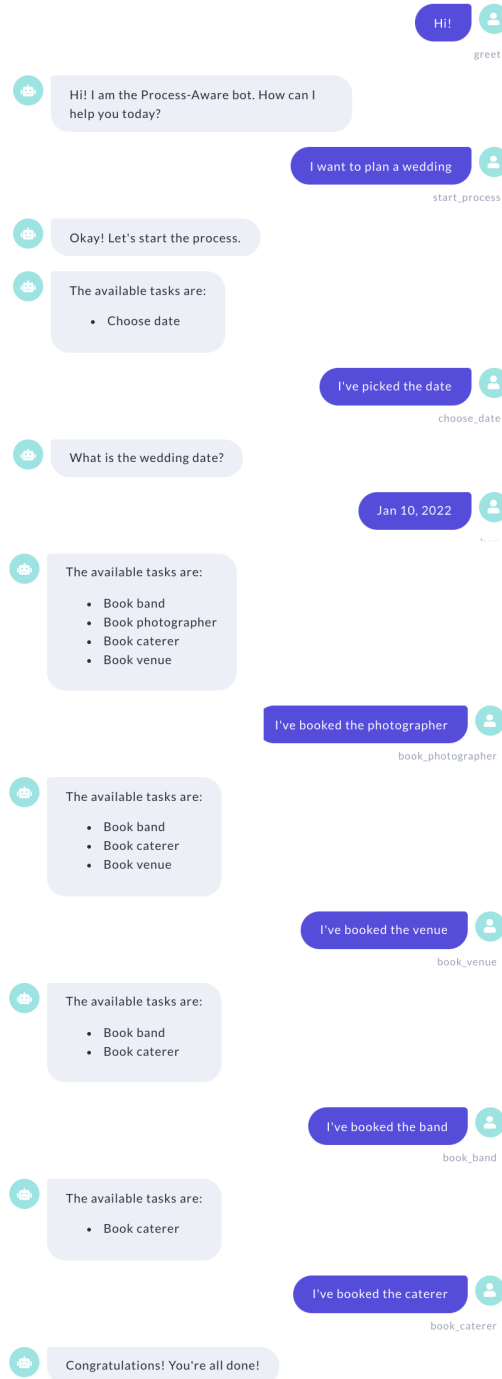 Hi!
greet
Hi! I am the Process-Aware bot. How can I
help you today?
I want to plan a wedding
start_process
Okay! Let's start the process.
The available tasks are:
• Choose date
I've picked the date
choose_date
What is the wedding date?
Jan 10, 2022
The available tasks are:
• Book band
• Book photographer
• Book caterer
• Book venue
I've booked the photographer
book_photographer
The available tasks are:
• Book band
• Book caterer
• Book venue
I've booked the venue
book_venue
The available tasks are:
• Book band
• Book caterer
I've booked the band
book_band
The available tasks are:
• Book caterer
I've booked the caterer
book_caterer
Congratulations! You're all done!